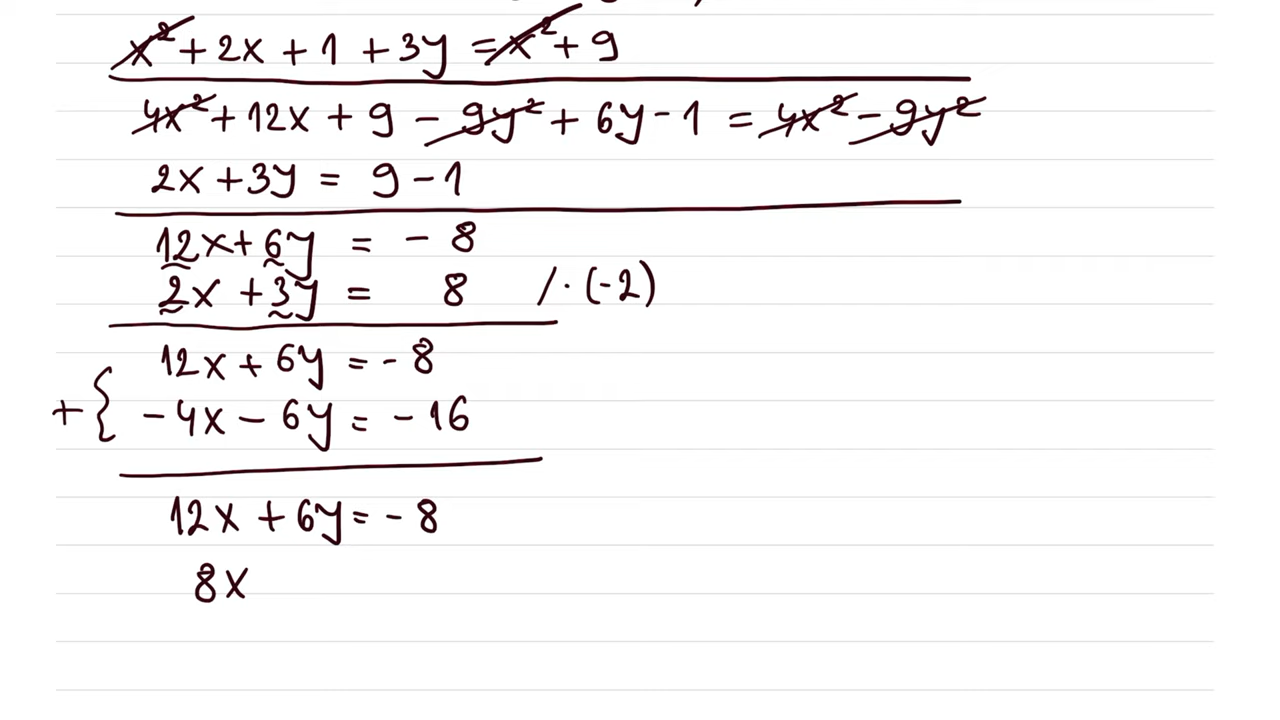 x² + 2x + 1 + 3y = x² + 9
4x² + 12x + 9 - 9y² + 6y - 1 = 4x² - 9y²
2x + 3y = 9 - 1
12x + 6y = - 8
2x + 3y = 8 /· (-2)
12x + 6y = - 8
+{ - 4x - 6y = - 16
12x + 6y = - 8
8x